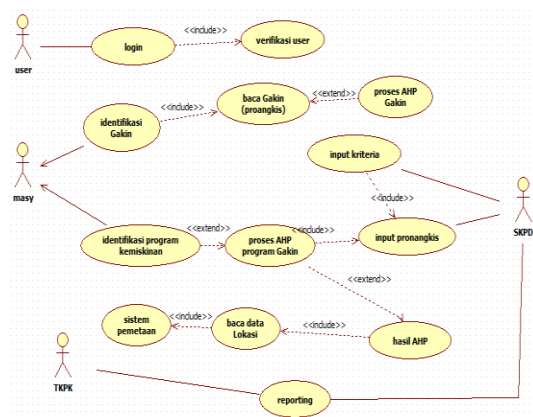 <<include>>
login
verifikasi user
user
identifikasi
Gakin
<<include>>
baca Gakin
(proangkis)
<<extend>>
proses AHP
Gakin
masy
input kriteria
<<include>>
SKPD
identifikasi program
kemiskinan
<<extend>>
proses AHP
program Gakin
<<include>>
input pronangkis
<<extend>>
sistem
pemetaan
<<include>>
baca data
Lokasi
<<include>>
hasil AHP
TKPK
reporting